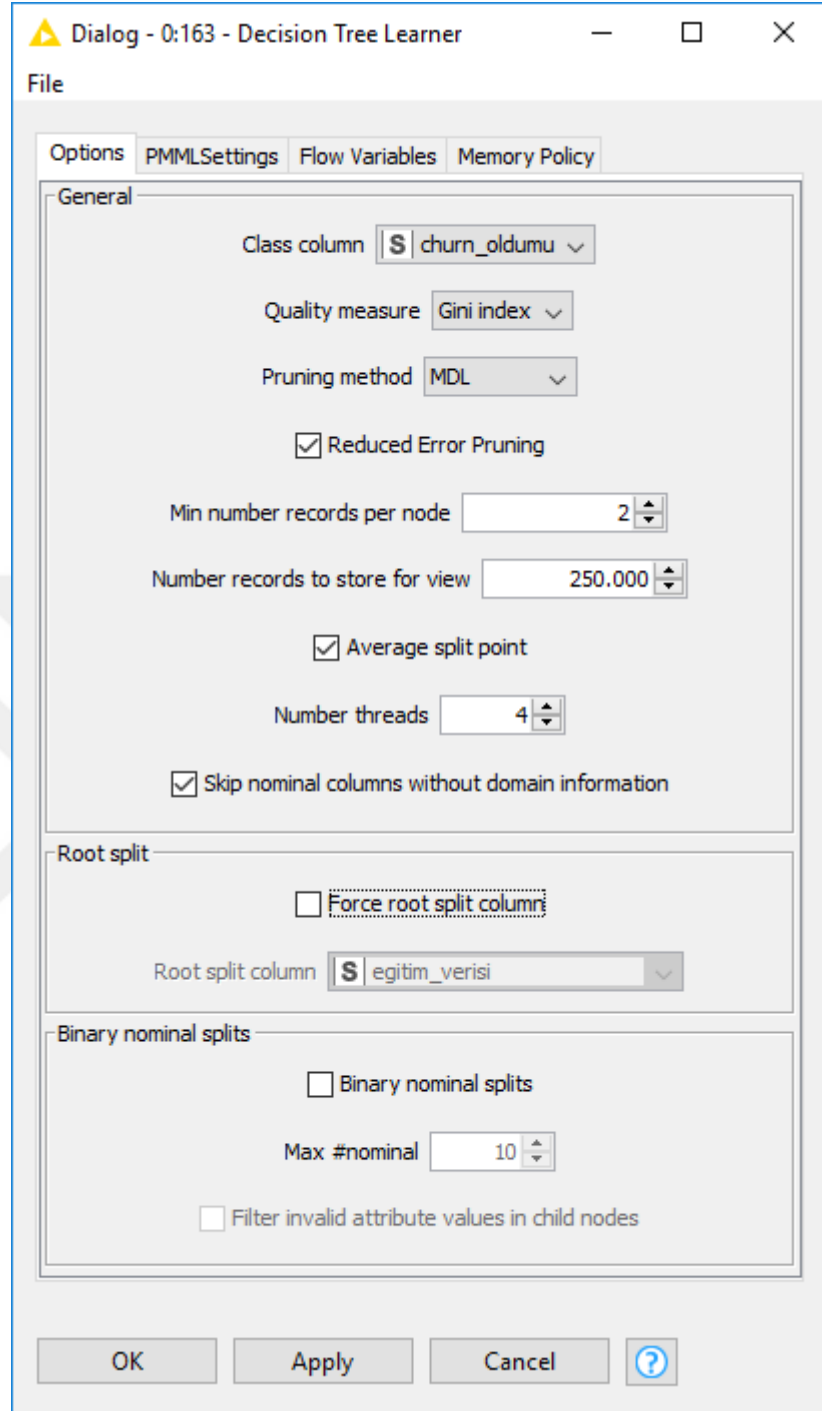 Dialog - 0:163 - Decision Tree Learner
File
Options PMMLSettings Flow Variables Memory Policy
General
Class column S churn_oldumu
Quality measure Gini index
Pruning method MDL
Reduced Error Pruning
Min number records per node 2
Number records to store for view 250.000
Average split point
Number threads 4
Skip nominal columns without domain information
Root split
Force root split column
Root split column S egitim_verisi
Binary nominal splits
Binary nominal splits
Max #nominal 10
Filter invalid attribute values in child nodes
OK Apply Cancel ?